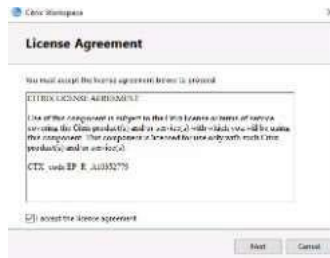 Citrix Workspace
License Agreement
You must accept the license agreement below to proceed.
CITRIX LICENSE AGREEMENT
Use of this component is subject to the Citrix license or terms of service
covering the Citrix product(s) and/or service(s) with which you will be using
this component. This component is licensed for use only with such Citrix
product(s) and/or service(s).
CTX_code EP_R_A10352779
I accept the license agreement
Next
Cancel